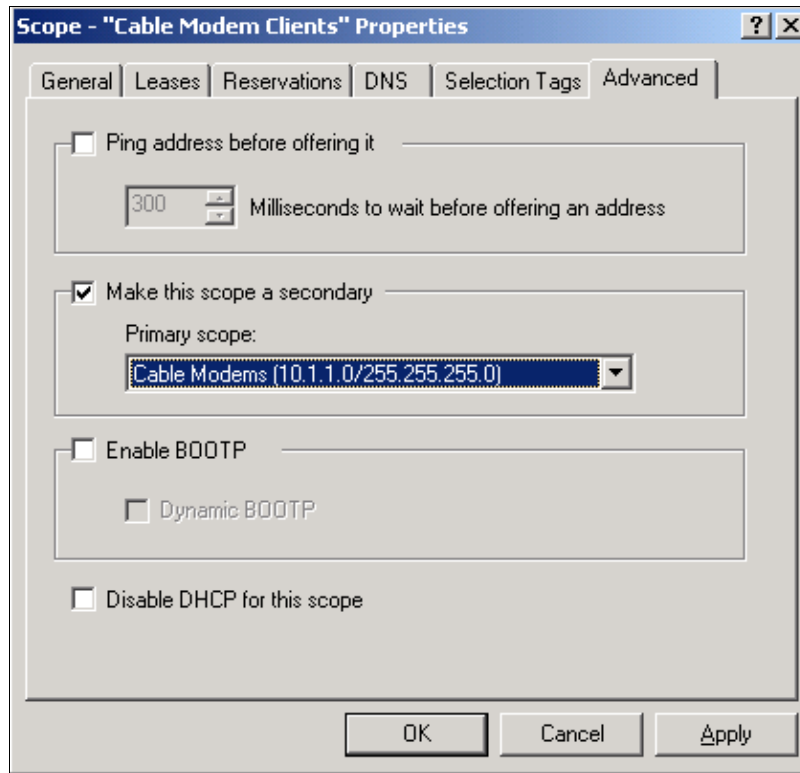 Scope - "Cable Modem Clients" Properties
General Leases Reservations DNS Selection Tags Advanced
Ping address before offering it
300 Milliseconds to wait before offering an address
Make this scope a secondary
Primary scope:
Cable Modems (10.1.1.0/255.255.255.0)
Enable BOOTP
Dynamic BOOTP
Disable DHCP for this scope
OK Cancel Apply